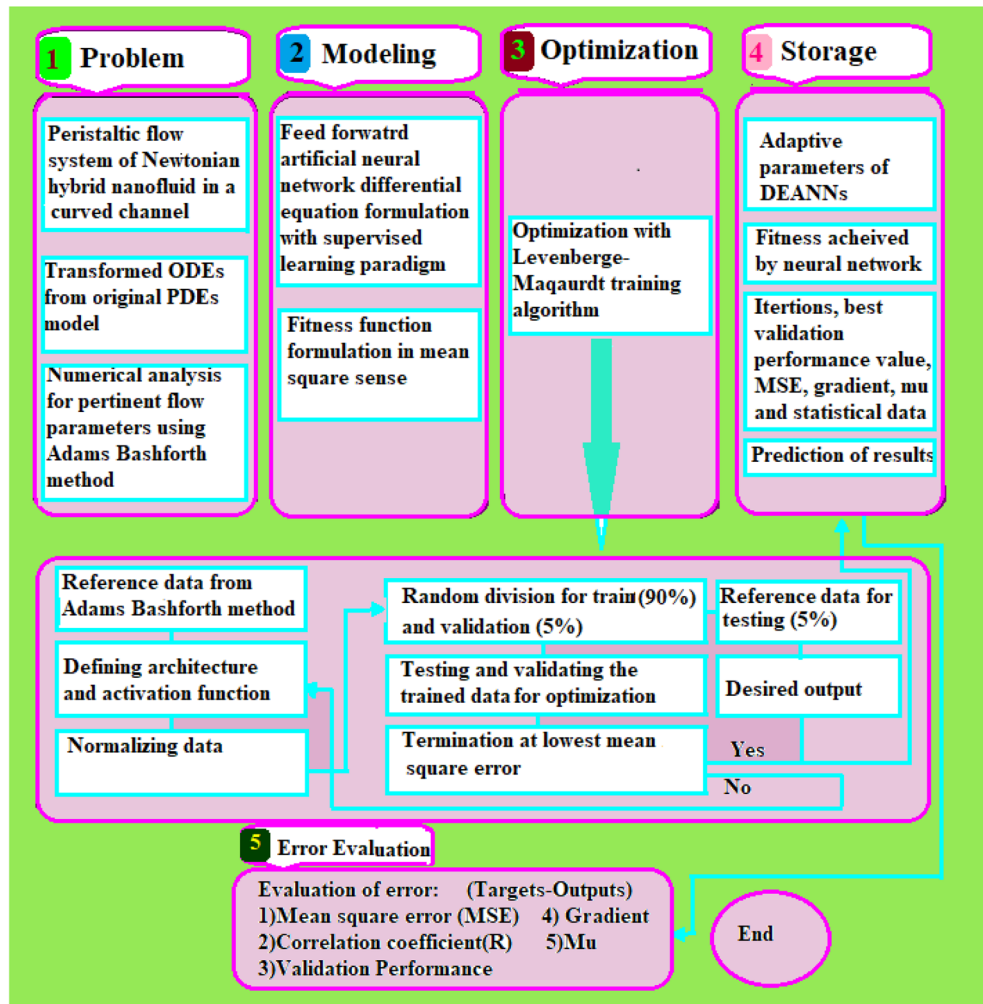 1 Problem
Peristaltic flow
system of Newtonian
hybrid nanofluid in a
curved channel
Transformed ODEs
from original PDEs
model
Numerical analysis
for pertinent flow
parameters using
Adams Bashforth
method
2 Modeling
Feed forwatrd
artificial neural
network differential
equation formulation
with supervised
learning paradigm
Fitness function
formulation in mean
square sense
3 Optimization
Optimization with
Levenberge-
Maqaurdt training
algorithm
4 Storage
Adaptive
parameters of
DEANNs
Fitness acheived
by neural network
Itertions, best
validation
performance value,
MSE, gradient, mu
and statistical data
Prediction of results
Reference data from
Adams Bashforth method
Defining architecture
and activation function
Normalizing data
Random division for train(90%)
and validation (5%)
Testing and validating the
trained data for optimization
Termination at lowest mean
square error
Reference data for
testing (5%)
Desired output
Yes
No
5 Error Evaluation
Evaluation of error: (Targets-Outputs)
1)Mean square error (MSE) 4) Gradient
2)Correlation coefficient(R) 5)Mu
3)Validation Performance
End